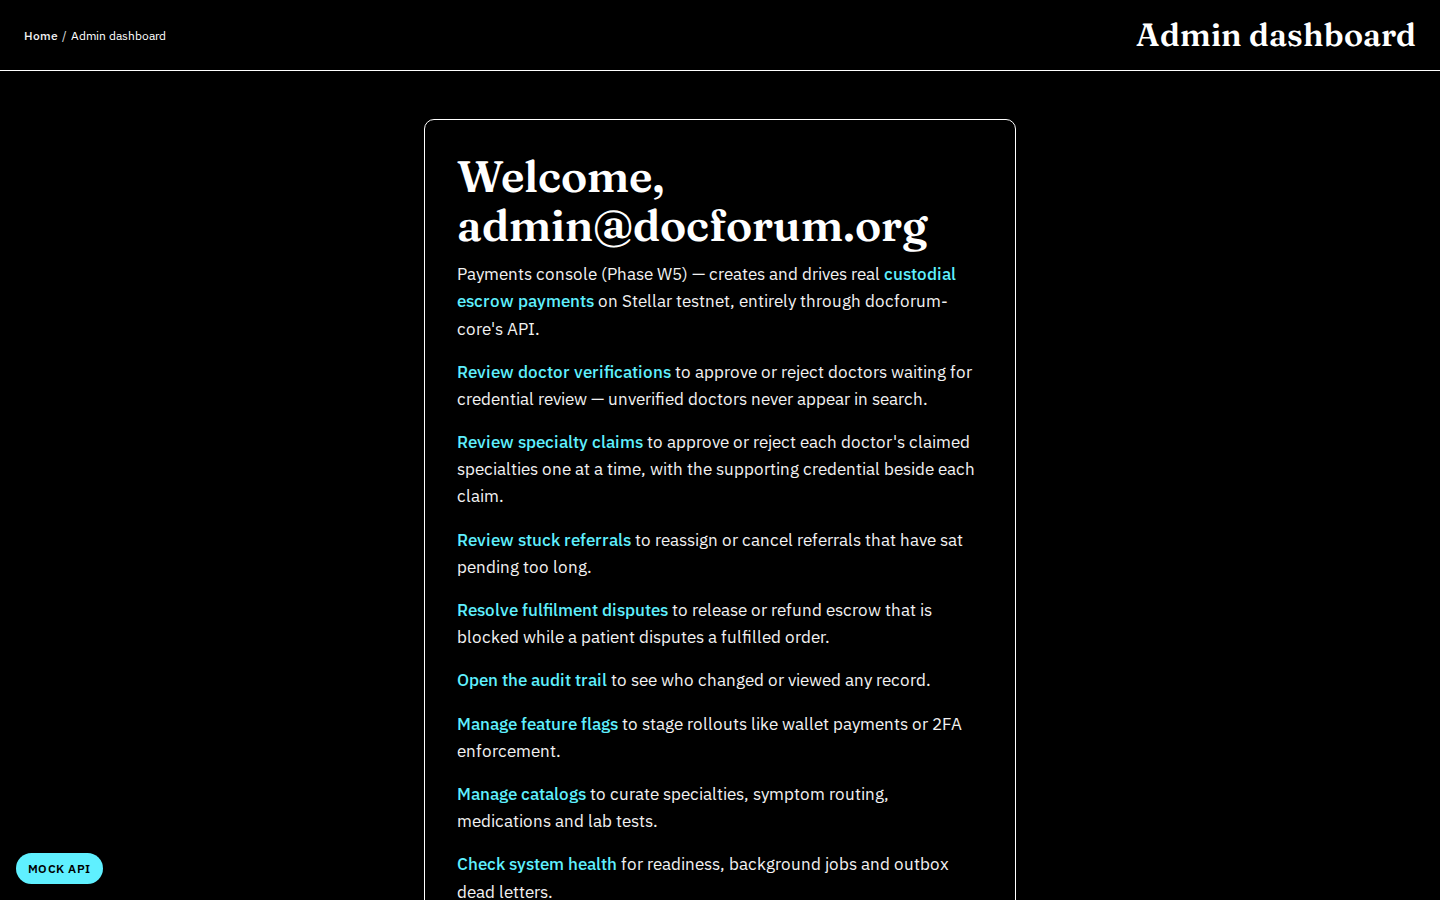 Home / Admin dashboard
Admin dashboard
Welcome,
admin@docforum.org
Payments console (Phase W5) — creates and drives real custodial
escrow payments on Stellar testnet, entirely through docforum-
core's API.
Review doctor verifications to approve or reject doctors waiting for
credential review — unverified doctors never appear in search.
Review specialty claims to approve or reject each doctor's claimed
specialties one at a time, with the supporting credential beside each
claim.
Review stuck referrals to reassign or cancel referrals that have sat
pending too long.
Resolve fulfilment disputes to release or refund escrow that is
blocked while a patient disputes a fulfilled order.
Open the audit trail to see who changed or viewed any record.
Manage feature flags to stage rollouts like wallet payments or 2FA
enforcement.
Manage catalogs to curate specialties, symptom routing,
medications and lab tests.
Check system health for readiness, background jobs and outbox
dead letters.
MOCK API